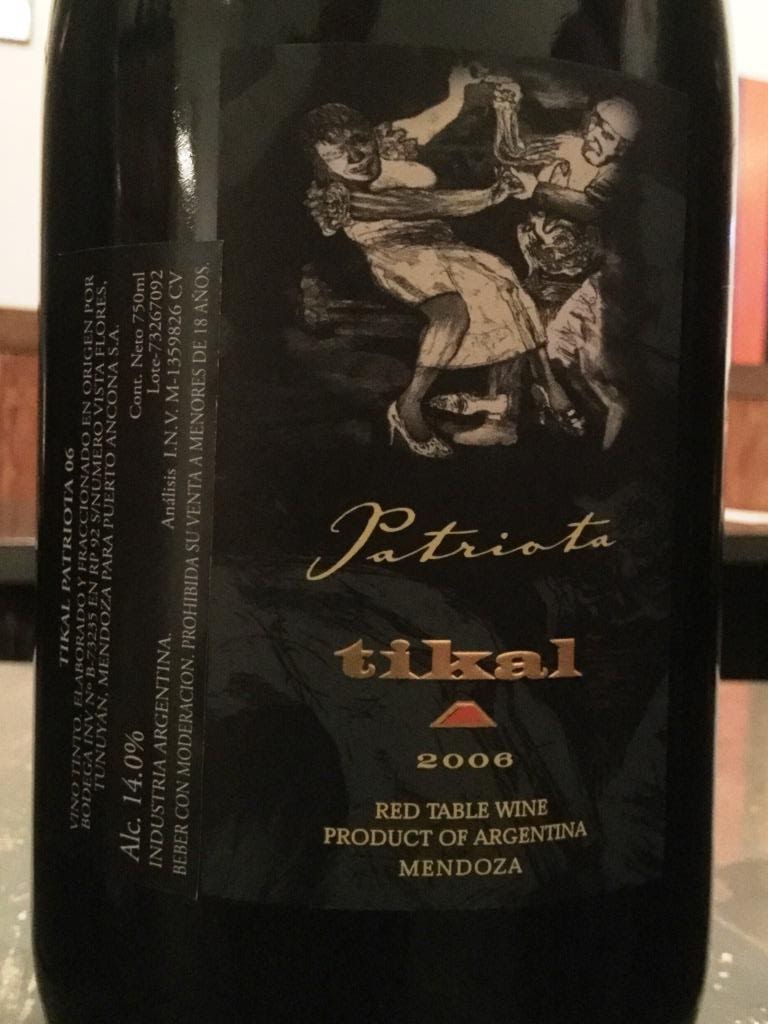 Patriota
tikal
2006
RED TABLE WINE
PRODUCT OF ARGENTINA
MENDOZA
TIKAL PATRIOTA 06
VINO TINTO, ELABORADO Y FRACCIONADO EN ORIGEN POR
BODEGA INV Nº B-73235 EN RP 92 S/NUMERO, VISTA FLORES,
TUNUYÁN, MENDOZA PARA PUERTO ANCONA S.A.
Cont. Neto 750ml
Lote-73267092
Alc. 14.0% Análisis I.N.V. M-1359826 CV
INDUSTRIA ARGENTINA.
BEBER CON MODERACION. PROHIBIDA SU VENTA A MENORES DE 18 AÑOS.